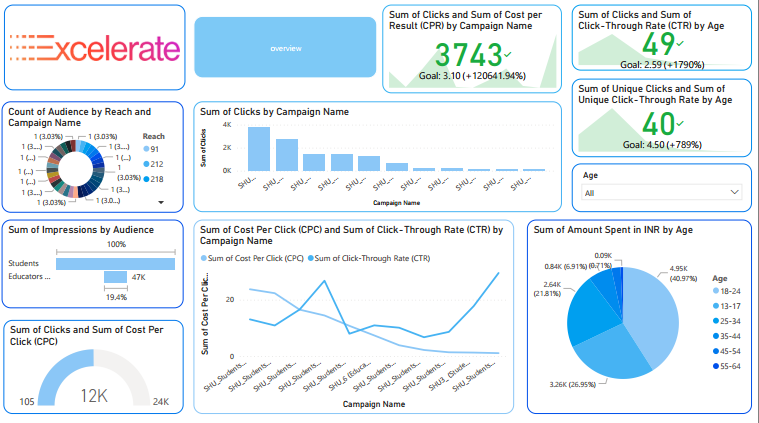 Excelerate
overview
Sum of Clicks and Sum of Cost per
Result (CPR) by Campaign Name
3743
Goal: 3.10 (+120641.94%)
Sum of Clicks and Sum of
Click-Through Rate (CTR) by Age
49
Goal: 2.59 (+1790%)
Sum of Unique Clicks and Sum of
Unique Click-Through Rate by Age
40
Goal: 4.50 (+789%)
Age
All
Count of Audience by Reach and
Campaign Name
1 (3.03%)
1 (3.03%)
1 (3....
1 (...)
1 (...)
1 (...)
1 (3....
1 (3.03%)
1 (...)
1 (3.03%)
1 (...)
1 (3.0...)
Reach
91
212
218
Sum of Clicks by Campaign Name
Sum of Clicks
4K
2K
0K
SHU_...
SHU_...
SHU_...
SHU_...
SHU_...
SHU_...
SHU_...
SHU_...
SHU_...
SHU_...
SHU_...
Campaign Name
Sum of Impressions by Audience
100%
Students
Educators ...
47K
19.4%
Sum of Clicks and Sum of Cost Per
Click (CPC)
105
12K
24K
Sum of Cost Per Click (CPC) and Sum of Click-Through Rate (CTR) by
Campaign Name
Sum of Cost Per Click (CPC)
Sum of Click-Through Rate (CTR)
Sum of Cost Per Clic...
20
0
SHU_Students...
SHU_Students...
SHU_Students...
SHU_Students...
SHU_Students...
SHU_6 (Educa...
SHU_Students...
SHU_Students...
SHU_Students...
SHU3_ (Stude...
SHU_Students...
Campaign Name
Sum of Amount Spent in INR by Age
0.09K
(0.71%)
0.84K (6.91%)
2.64K
(21.81%)
3.26K (26.95%)
4.95K
(40.97%)
Age
18-24
13-17
25-34
35-44
45-54
55-64